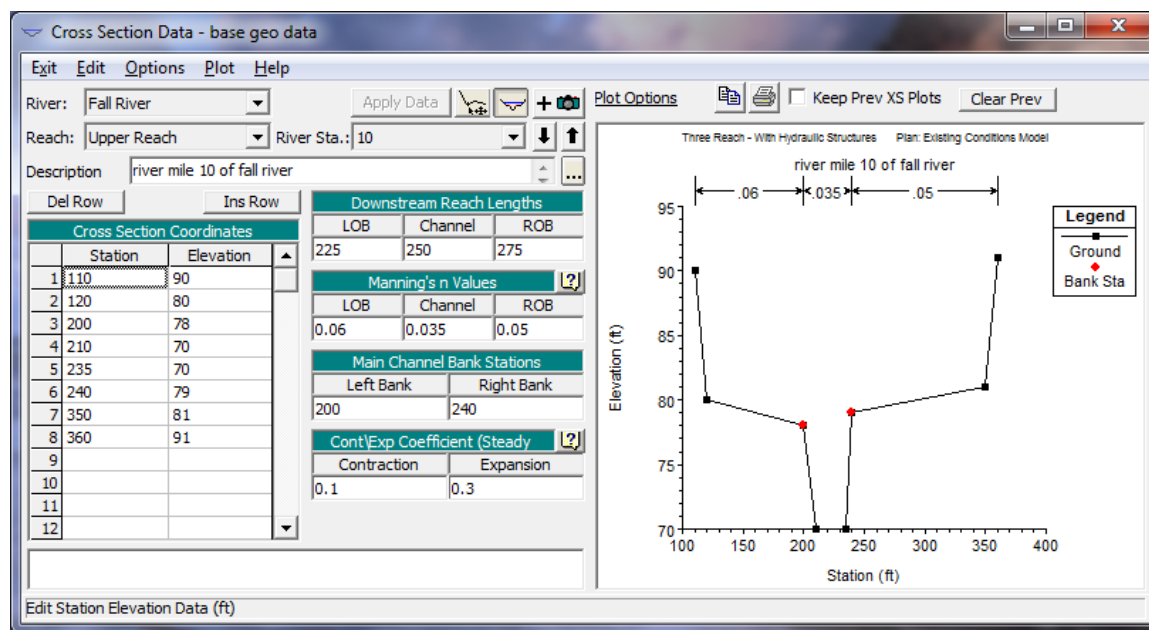 Cross Section Data - base geo data
Exit Edit Options Plot Help
River: Fall River
Apply Data
Reach: Upper Reach
River Sta.: 10
Description river mile 10 of fall river
...
Del Row Ins Row
Cross Section Coordinates
Station Elevation
1 110 90
2 120 80
3 200 78
4 210 70
5 235 70
6 240 79
7 350 81
8 360 91
9
10
11
12
Downstream Reach Lengths
LOB Channel ROB
225 250 275
Manning's n Values
LOB Channel ROB
0.06 0.035 0.05
Main Channel Bank Stations
Left Bank Right Bank
200 240
Cont\Exp Coefficient (Steady
Contraction Expansion
0.1 0.3
Edit Station Elevation Data (ft)
Plot Options
Keep Prev XS Plots
Clear Prev
Three Reach - With Hydraulic Structures Plan: Existing Conditions Model
river mile 10 of fall river
.06 .035 .05
95
90
85
80
75
70
Elevation (ft)
100 150 200 250 300 350 400
Station (ft)
Legend
Ground
Bank Sta